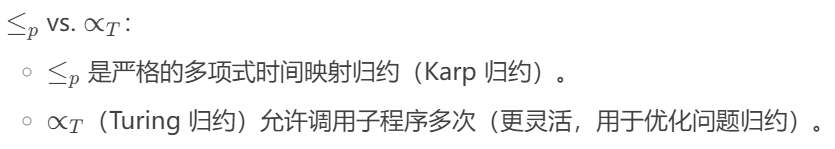 ≤ₚ vs. ∝_T：
○ ≤ₚ 是严格的多项式时间映射归约（Karp 归约）。
○ ∝_T（Turing 归约）允许调用子程序多次（更灵活，用于优化问题归约）。